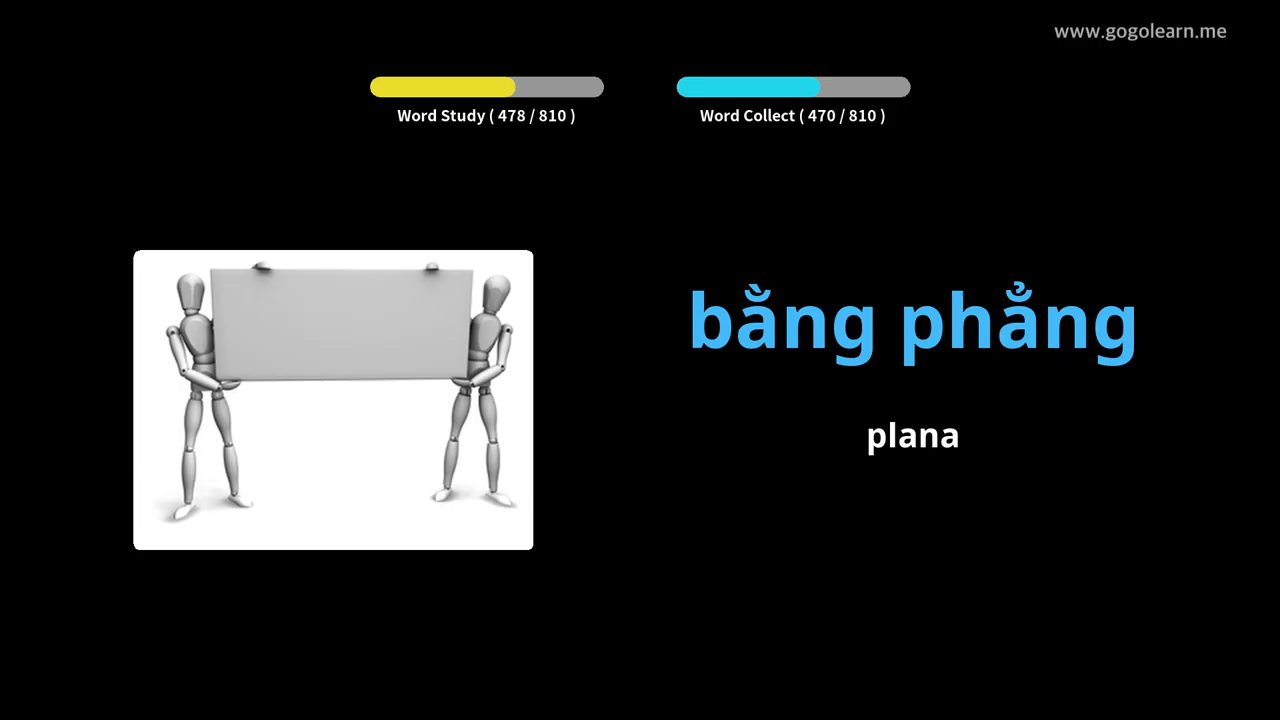 www.gogolearn.me
Word Study ( 478 / 810 )
Word Collect ( 470 / 810 )
bằng phẳng
plana